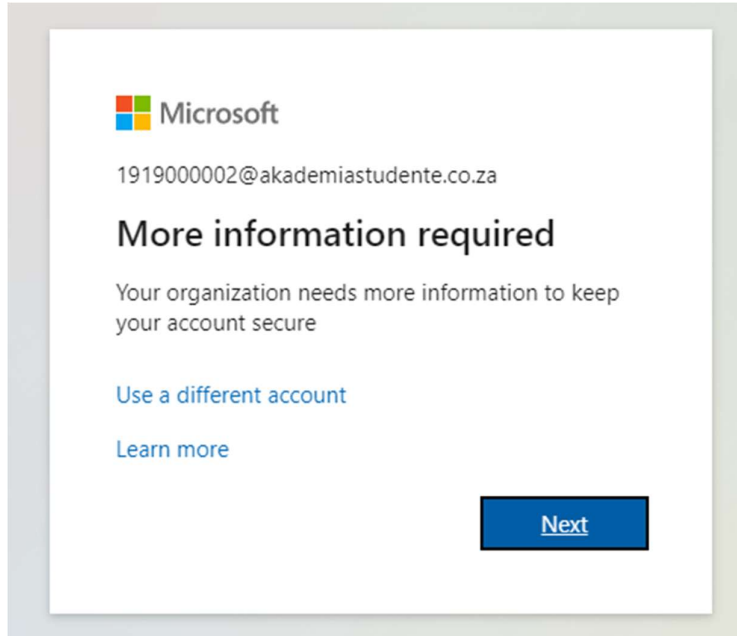 Microsoft
1919000002@akademiastudente.co.za
More information required
Your organization needs more information to keep
your account secure
Use a different account
Learn more
Next